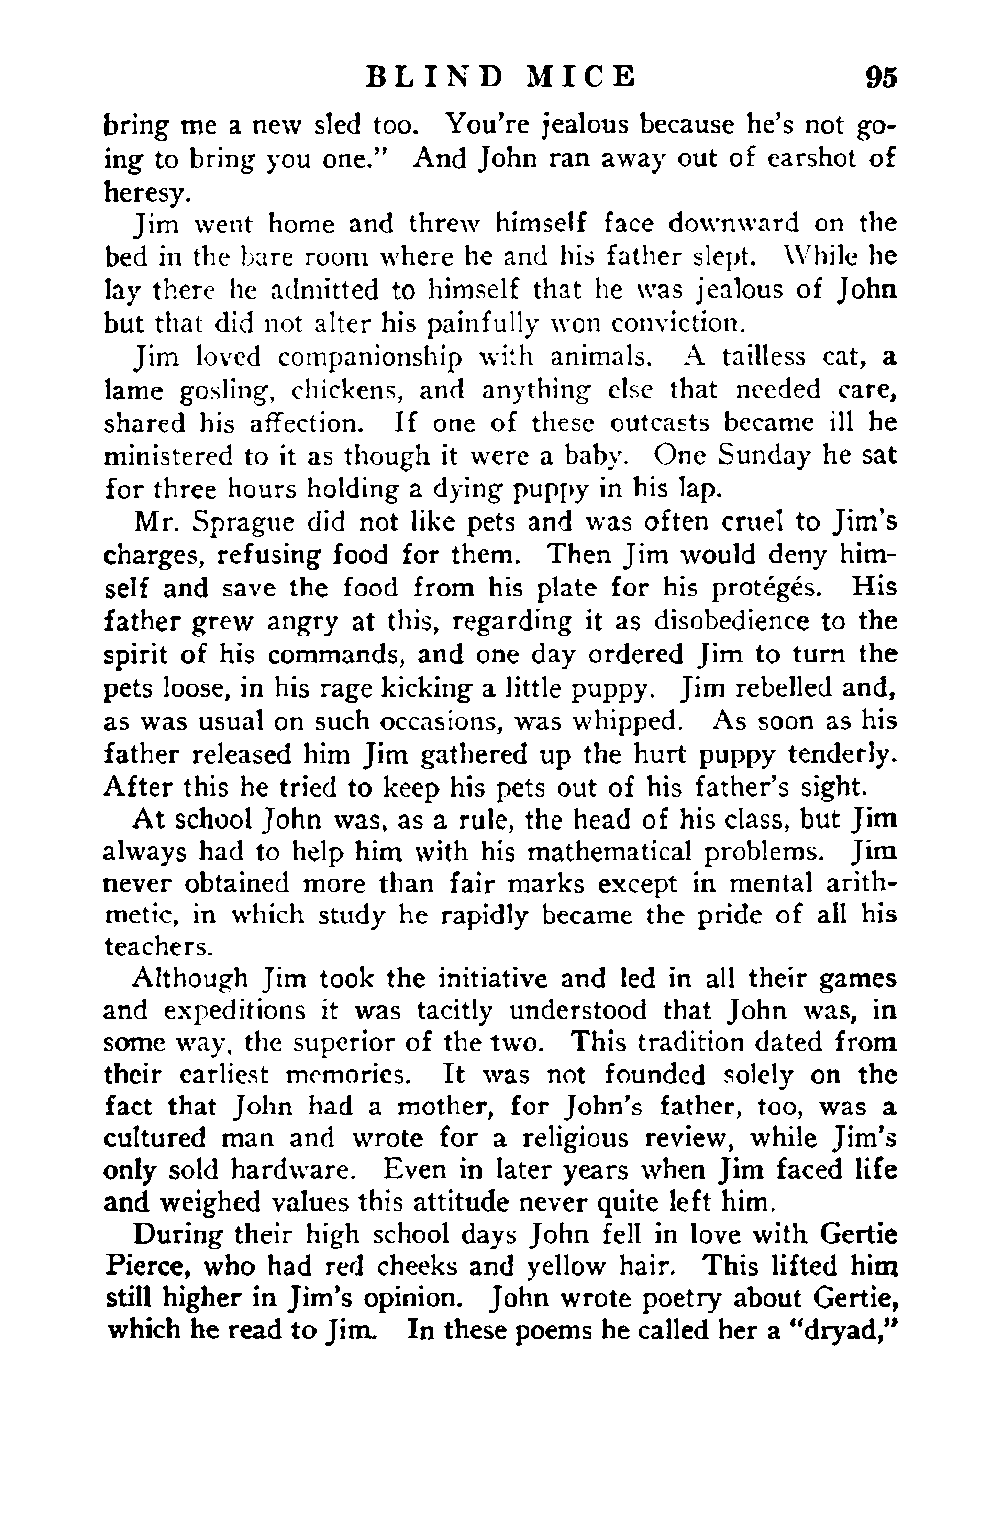 BLIND MICE 95
bring me a new sled too. You're jealous because he's not go-
ing to bring you one." And John ran away out of earshot of
heresy.
Jim went home and threw himself face downward on the
bed in the bare room where he and his father slept. While he
lay there he admitted to himself that he was jealous of John
but that did not alter his painfully won conviction.
Jim loved companionship with animals. A tailless cat, a
lame gosling, chickens, and anything else that needed care,
shared his affection. If one of these outcasts became ill he
ministered to it as though it were a baby. One Sunday he sat
for three hours holding a dying puppy in his lap.
Mr. Sprague did not like pets and was often cruel to Jim's
charges, refusing food for them. Then Jim would deny him-
self and save the food from his plate for his protégés. His
father grew angry at this, regarding it as disobedience to the
spirit of his commands, and one day ordered Jim to turn the
pets loose, in his rage kicking a little puppy. Jim rebelled and,
as was usual on such occasions, was whipped. As soon as his
father released him Jim gathered up the hurt puppy tenderly.
After this he tried to keep his pets out of his father's sight.
At school John was, as a rule, the head of his class, but Jim
always had to help him with his mathematical problems. Jim
never obtained more than fair marks except in mental arith-
metic, in which study he rapidly became the pride of all his
teachers.
Although Jim took the initiative and led in all their games
and expeditions it was tacitly understood that John was, in
some way, the superior of the two. This tradition dated from
their earliest memories. It was not founded solely on the
fact that John had a mother, for John's father, too, was a
cultured man and wrote for a religious review, while Jim's
only sold hardware. Even in later years when Jim faced life
and weighed values this attitude never quite left him.
During their high school days John fell in love with Gertie
Pierce, who had red cheeks and yellow hair. This lifted him
still higher in Jim's opinion. John wrote poetry about Gertie,
which he read to Jim. In these poems he called her a "dryad,"